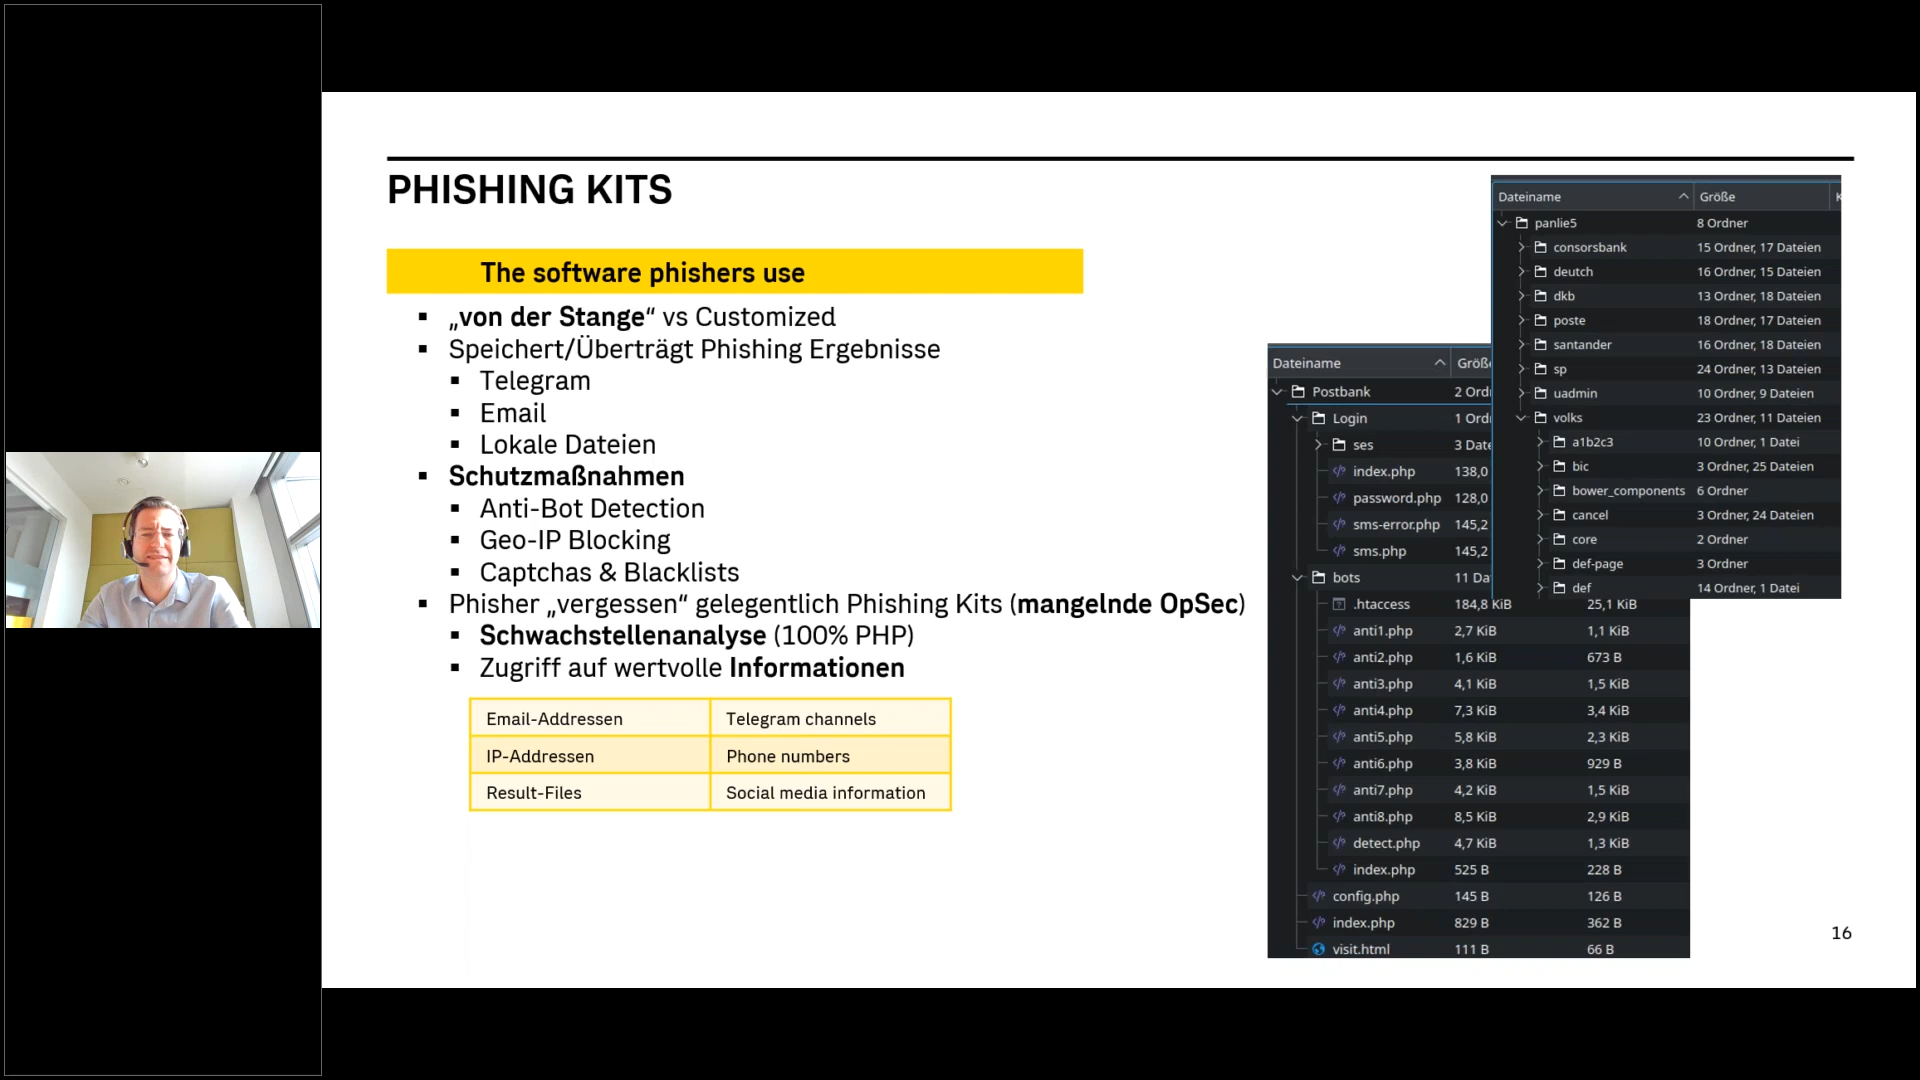 PHISHING KITS
The software phishers use
▪ „von der Stange“ vs Customized
▪ Speichert/Überträgt Phishing Ergebnisse
▪ Telegram
▪ Email
▪ Lokale Dateien
▪ Schutzmaßnahmen
▪ Anti-Bot Detection
▪ Geo-IP Blocking
▪ Captchas & Blacklists
▪ Phisher „vergessen“ gelegentlich Phishing Kits (mangelnde OpSec)
▪ Schwachstellenanalyse (100% PHP)
▪ Zugriff auf wertvolle Informationen
Email-Addressen Telegram channels
IP-Addressen Phone numbers
Result-Files Social media information
Dateiname Größe
Postbank 2 Ord
Login 1 Ord
ses 3 Date
index.php 138,0
password.php 128,0
sms-error.php 145,2
sms.php 145,2
bots 11 Da
.htaccess 184,8 KiB 25,1 KiB
anti1.php 2,7 KiB 1,1 KiB
anti2.php 1,6 KiB 673 B
anti3.php 4,1 KiB 1,5 KiB
anti4.php 7,3 KiB 3,4 KiB
anti5.php 5,8 KiB 2,3 KiB
anti6.php 3,8 KiB 929 B
anti7.php 4,2 KiB 1,5 KiB
anti8.php 8,5 KiB 2,9 KiB
detect.php 4,7 KiB 1,3 KiB
index.php 525 B 228 B
config.php 145 B 126 B
index.php 829 B 362 B
visit.html 111 B 66 B
Dateiname Größe K
panlie5 8 Ordner
consorsbank 15 Ordner, 17 Dateien
deutch 16 Ordner, 15 Dateien
dkb 13 Ordner, 18 Dateien
poste 18 Ordner, 17 Dateien
santander 16 Ordner, 18 Dateien
sp 24 Ordner, 13 Dateien
uadmin 10 Ordner, 9 Dateien
volks 23 Ordner, 11 Dateien
a1b2c3 10 Ordner, 1 Datei
bic 3 Ordner, 25 Dateien
bower_components 6 Ordner
cancel 3 Ordner, 24 Dateien
core 2 Ordner
def-page 3 Ordner
def 14 Ordner, 1 Datei
16